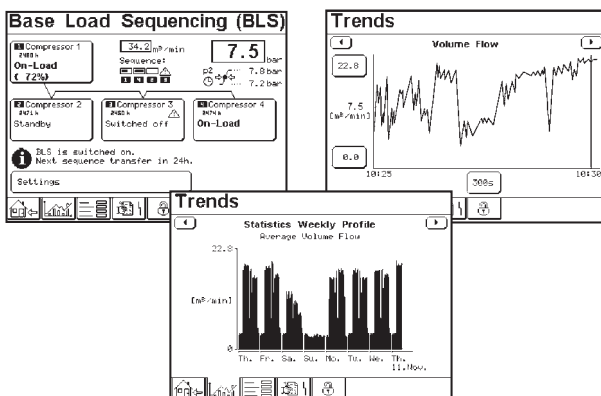 Base Load Sequencing (BLS)
1 Compressor 1
2480 h
On-Load
( 72%)
34.2 m³/min
Sequence:
7.5 bar
p2 7.8 bar
7.2 bar
2 Compressor 2
2471 h
Standby
3 Compressor 3
2460 h
Switched off
4 Compressor 4
2474 h
On-Load
BLS is switched on.
Next sequence transfer in 24h.
Settings
Trends
Volume Flow
22.8
7.5
[m³/min]
0.0
10:25
10:30
300s
Trends
Statistics Weekly Profile
Average Volume Flow
22.8
[m³/min]
0
Th. Fr. Sa. Su. Mo. Tu. We. Th.
11.Nov.